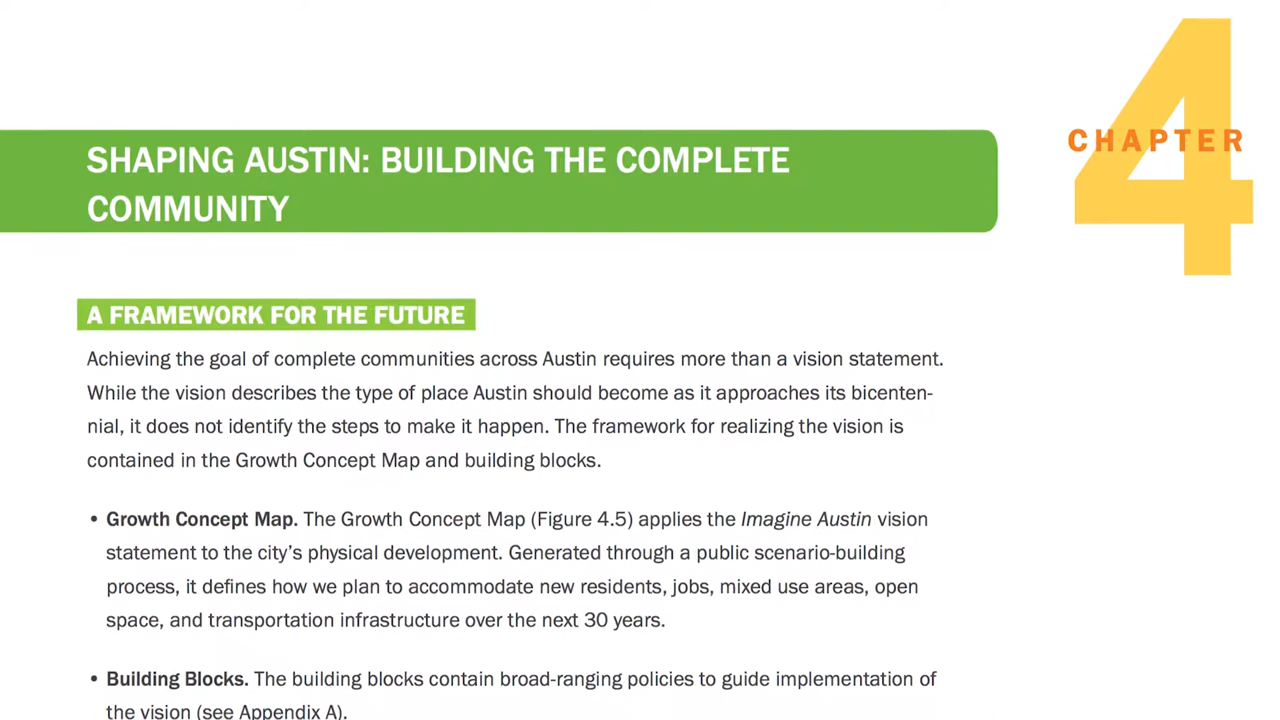 CHAPTER
4
SHAPING AUSTIN: BUILDING THE COMPLETE
COMMUNITY
A FRAMEWORK FOR THE FUTURE
Achieving the goal of complete communities across Austin requires more than a vision statement.
While the vision describes the type of place Austin should become as it approaches its bicenten-
nial, it does not identify the steps to make it happen. The framework for realizing the vision is
contained in the Growth Concept Map and building blocks.
• Growth Concept Map. The Growth Concept Map (Figure 4.5) applies the Imagine Austin vision
statement to the city’s physical development. Generated through a public scenario-building
process, it defines how we plan to accommodate new residents, jobs, mixed use areas, open
space, and transportation infrastructure over the next 30 years.
• Building Blocks. The building blocks contain broad-ranging policies to guide implementation of
the vision (see Appendix A).